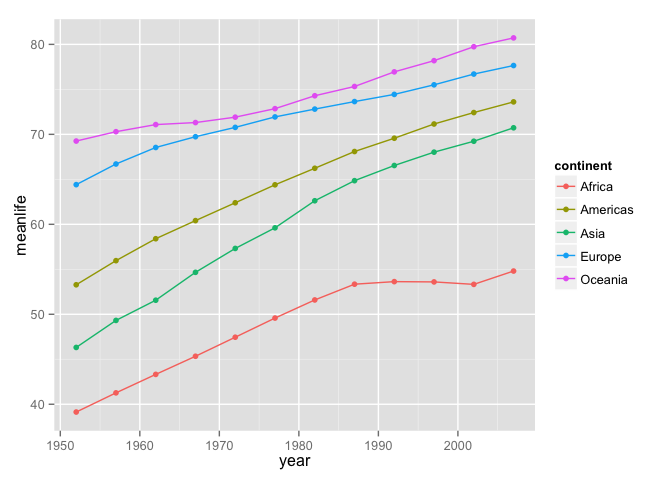 80
70
60
50
40
meanlife
1950 1960 1970 1980 1990 2000
year
continent
Africa
Americas
Asia
Europe
Oceania